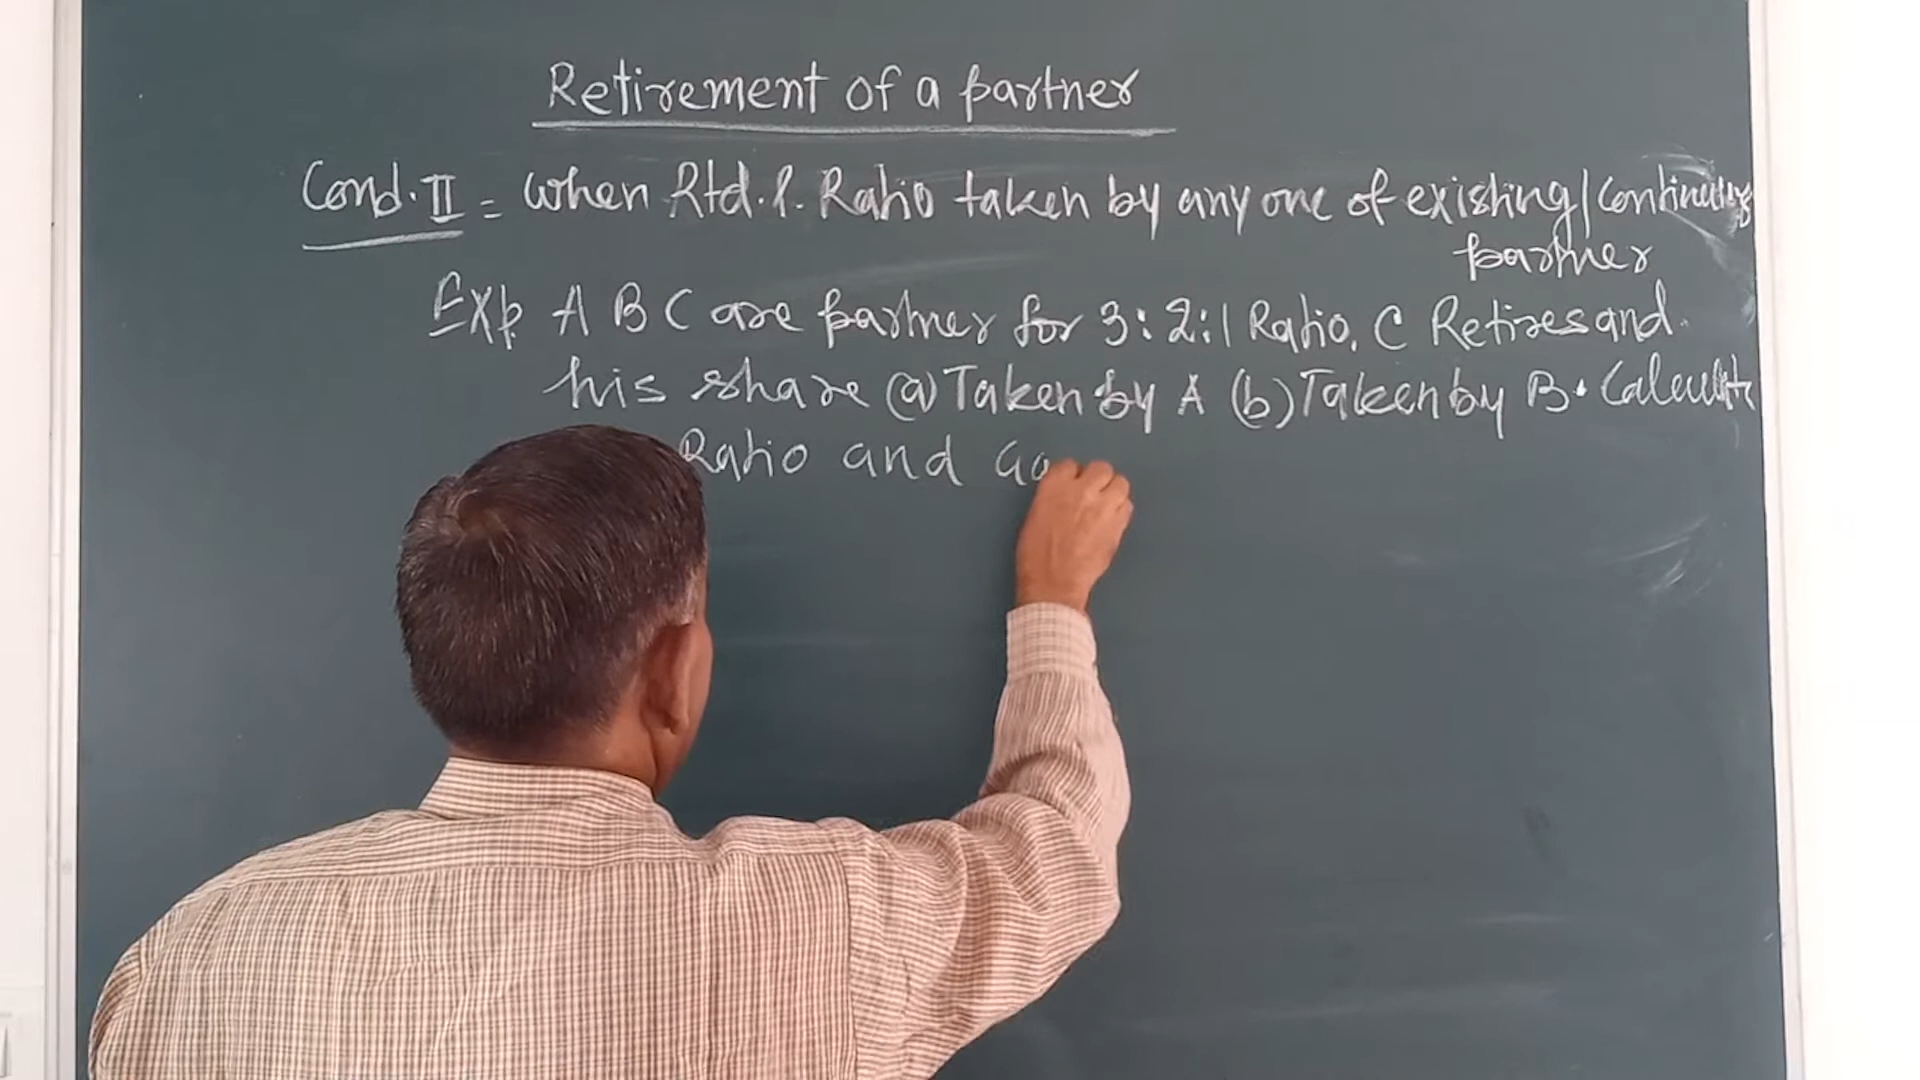 Retirement of a partner
Cond. II = when Rtd. P. Ratio taken by any one of existing/continuing
partner
Exp. A B C are partner for 3:2:1 Ratio. C Retires and
his share (a) Taken by A (b) Taken by B. Calculate
Ratio and